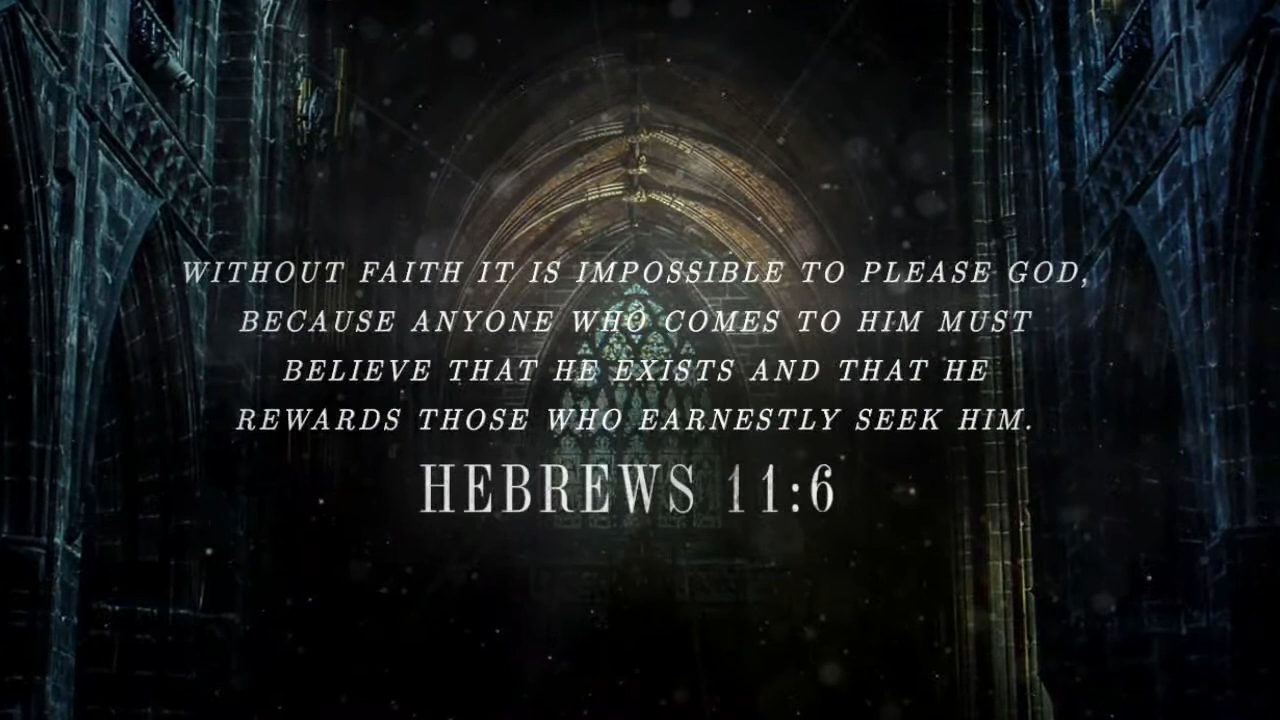 WITHOUT FAITH IT IS IMPOSSIBLE TO PLEASE GOD,
BECAUSE ANYONE WHO COMES TO HIM MUST
BELIEVE THAT HE EXISTS AND THAT HE
REWARDS THOSE WHO EARNESTLY SEEK HIM.
HEBREWS 11:6